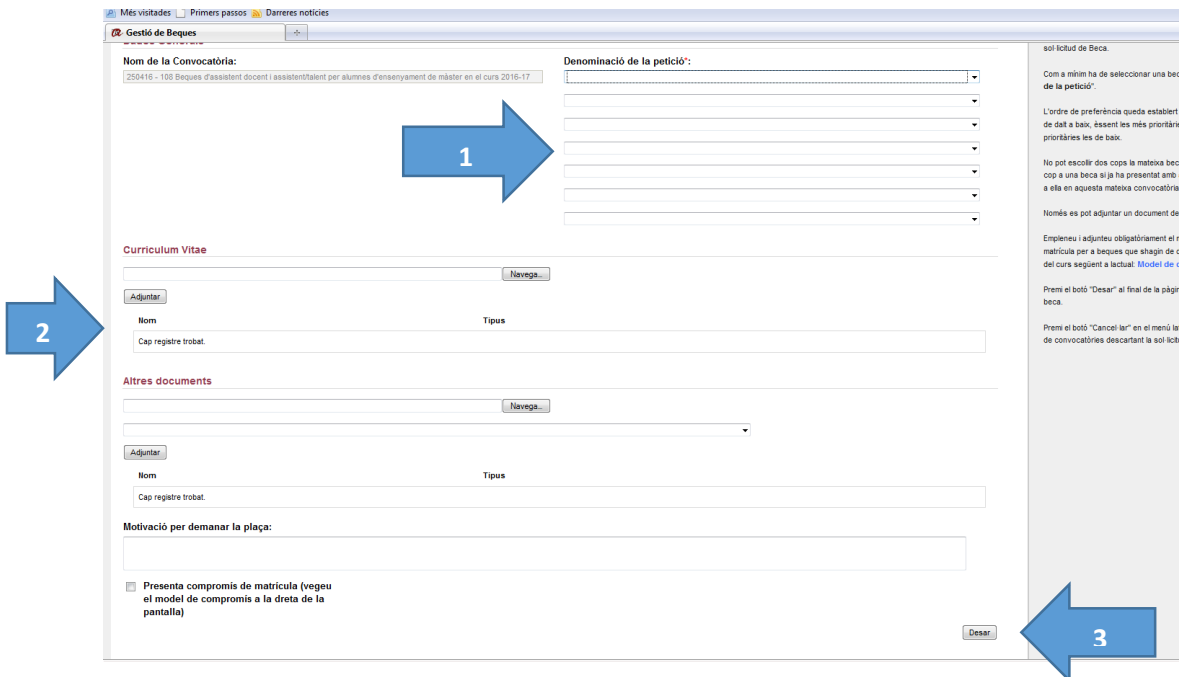 Més visitades Primers passos Darreres notícies
Gestió de Beques
Dades Generals
Nom de la Convocatòria:
250416 - 108 Beques d'assistent docent i assistent/talent per alumnes d'ensenyament de màster en el curs 2016-17
Denominació de la petició*:
1
Curriculum Vitae
Navega...
Adjuntar
Nom Tipus
Cap registre trobat.
2
Altres documents
Navega...
Adjuntar
Nom Tipus
Cap registre trobat.
Motivació per demanar la plaça:
Presenta compromís de matrícula (vegeu
el model de compromís a la dreta de la
pantalla)
Desar
3
sol·licitud de Beca.
Com a mínim ha de seleccionar una bec
de la petició".
L'ordre de preferència queda establert
de dalt a baix, èssent les més prioritàrie
prioritàries les de baix.
No pot escollir dos cops la mateixa bec
cop a una beca si ja ha presentat amb
a ella en aquesta mateixa convocatòria
Només es pot adjuntar un document de
Empleneu i adjunteu obligatòriament el
matrícula per a beques que shagin de
del curs següent a lactual: Model de
Premi el botó "Desar" al final de la pàgin
beca.
Premi el botó "Cancel·lar" en el menú la
de convocatòries descartant la sol·licit